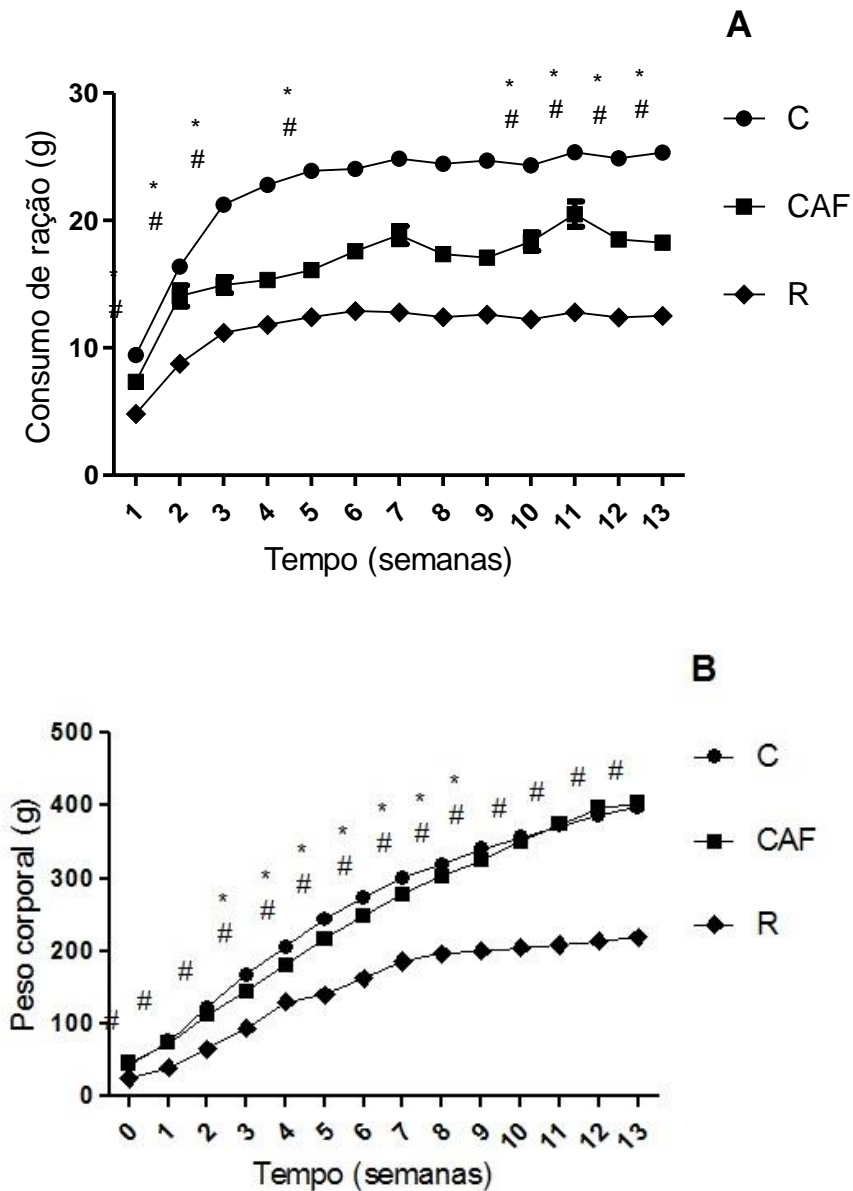 A
* * * *
# # # #
*
#
*
#
*
#
*
#
C
CAF
R
Consumo de ração (g)
30
20
10
0
1 2 3 4 5 6 7 8 9 10 11 12 13
Tempo (semanas)
B
C
CAF
R
Peso corporal (g)
500
400
300
200
100
0
# # # # # # # # # # # # # #
* * * * * * *
0 1 2 3 4 5 6 7 8 9 10 11 12 13
Tempo (semanas)